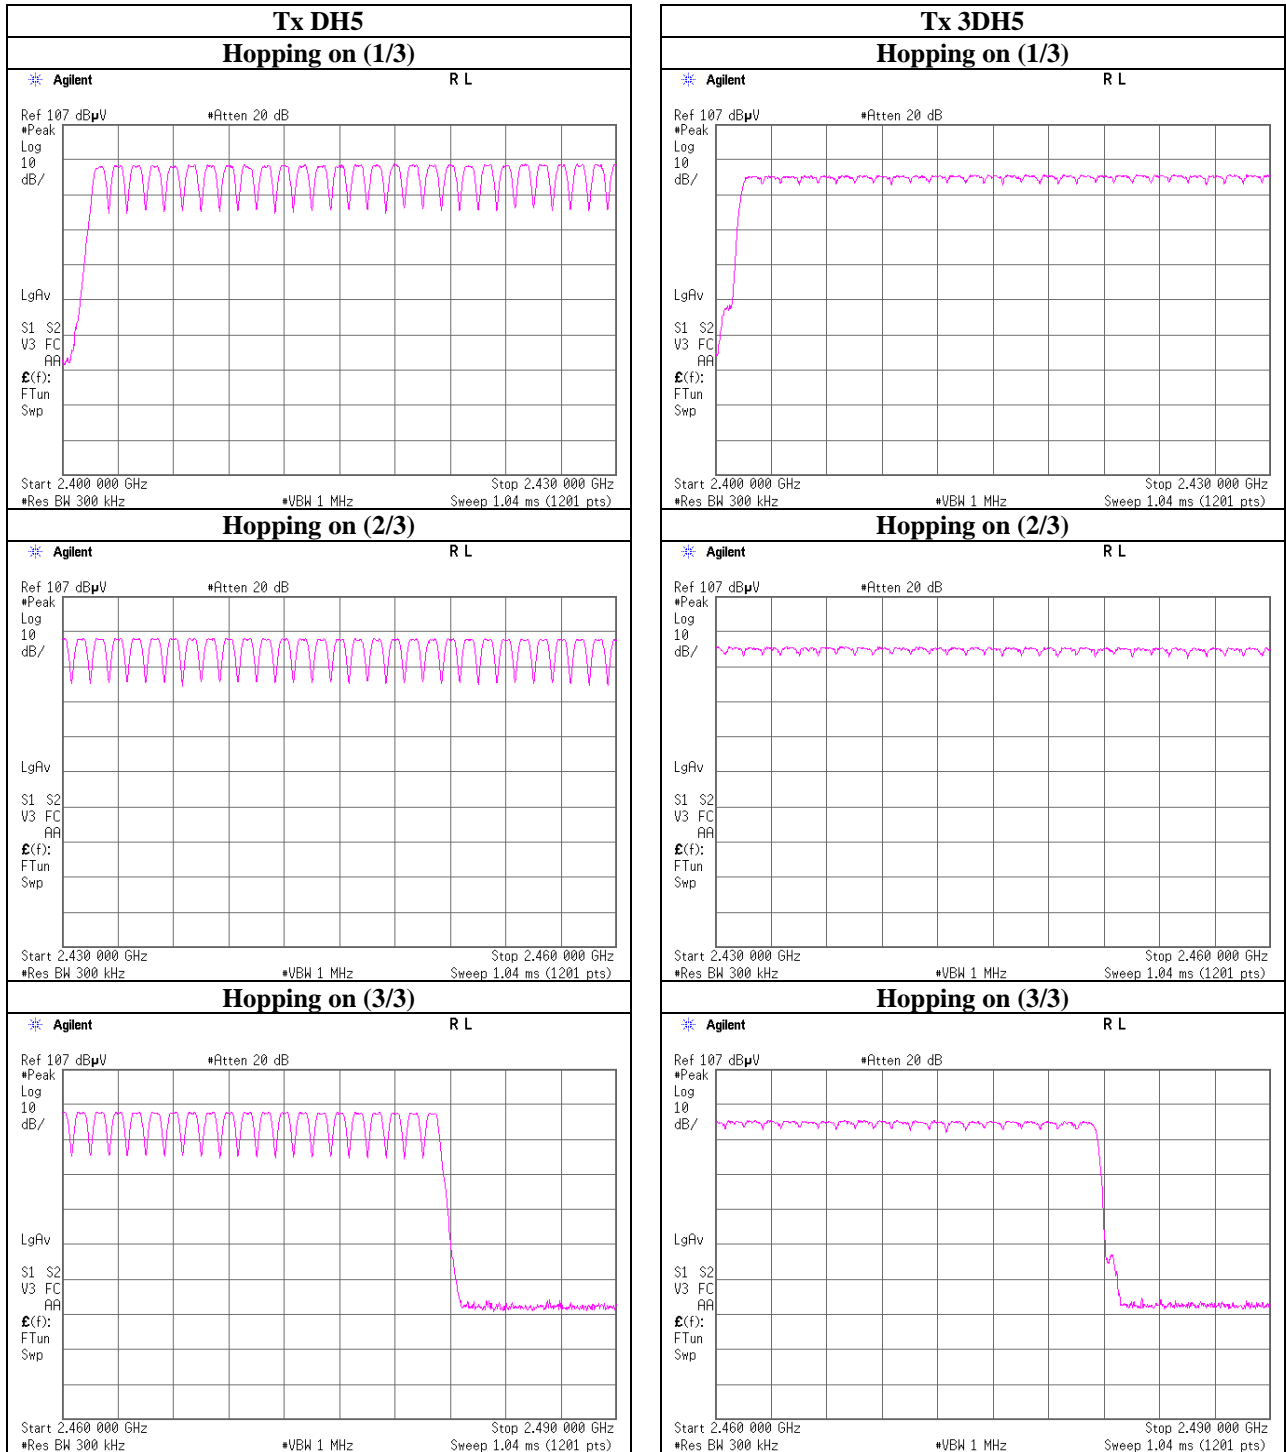 Tx DH5
Hopping on (1/3)
Agilent R L
Ref 107 dBµV #Atten 20 dB
#Peak
Log
10
dB/
LgAv
S1 S2
V3 FC
AA
£(f):
FTun
Swp
Start 2.400 000 GHz Stop 2.430 000 GHz
#Res BW 300 kHz #VBW 1 MHz Sweep 1.04 ms (1201 pts)
Hopping on (2/3)
Agilent R L
Ref 107 dBµV #Atten 20 dB
#Peak
Log
10
dB/
LgAv
S1 S2
V3 FC
AA
£(f):
FTun
Swp
Start 2.430 000 GHz Stop 2.460 000 GHz
#Res BW 300 kHz #VBW 1 MHz Sweep 1.04 ms (1201 pts)
Hopping on (3/3)
Agilent R L
Ref 107 dBµV #Atten 20 dB
#Peak
Log
10
dB/
LgAv
S1 S2
V3 FC
AA
£(f):
FTun
Swp
Start 2.460 000 GHz Stop 2.490 000 GHz
#Res BW 300 kHz #VBW 1 MHz Sweep 1.04 ms (1201 pts)
Tx 3DH5
Hopping on (1/3)
Agilent R L
Ref 107 dBµV #Atten 20 dB
#Peak
Log
10
dB/
LgAv
S1 S2
V3 FC
AA
£(f):
FTun
Swp
Start 2.400 000 GHz Stop 2.430 000 GHz
#Res BW 300 kHz #VBW 1 MHz Sweep 1.04 ms (1201 pts)
Hopping on (2/3)
Agilent R L
Ref 107 dBµV #Atten 20 dB
#Peak
Log
10
dB/
LgAv
S1 S2
V3 FC
AA
£(f):
FTun
Swp
Start 2.430 000 GHz Stop 2.460 000 GHz
#Res BW 300 kHz #VBW 1 MHz Sweep 1.04 ms (1201 pts)
Hopping on (3/3)
Agilent R L
Ref 107 dBµV #Atten 20 dB
#Peak
Log
10
dB/
LgAv
S1 S2
V3 FC
AA
£(f):
FTun
Swp
Start 2.460 000 GHz Stop 2.490 000 GHz
#Res BW 300 kHz #VBW 1 MHz Sweep 1.04 ms (1201 pts)